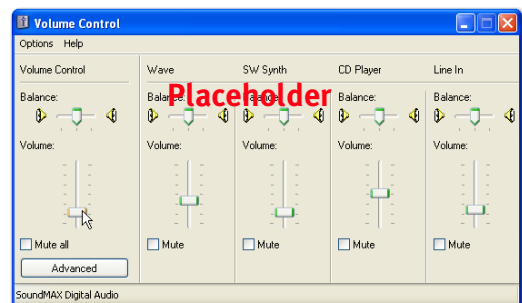 Volume Control
Options Help
Volume Control Wave SW Synth CD Player Line In
Placeholder
Balance: Balance: Balance: Balance: Balance:
Volume: Volume: Volume: Volume: Volume:
Mute all Mute Mute Mute Mute
Advanced
SoundMAX Digital Audio